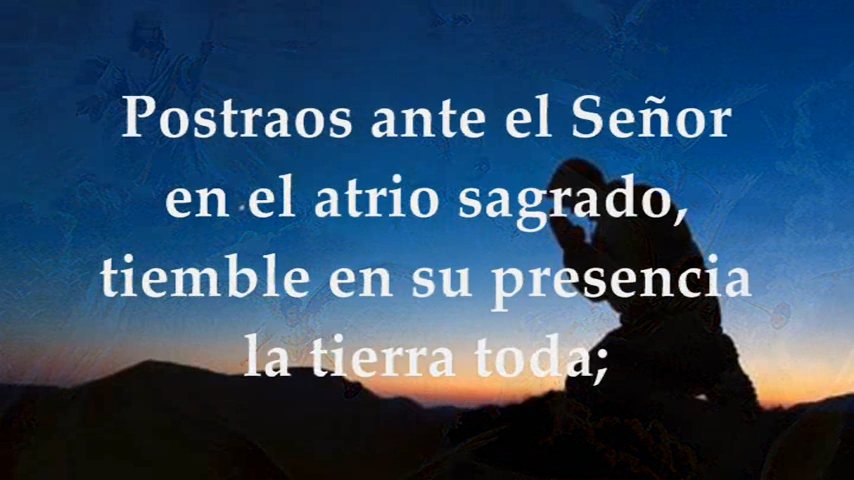 Postraos ante el Señor
en el atrio sagrado,
tiemble en su presencia
la tierra toda;